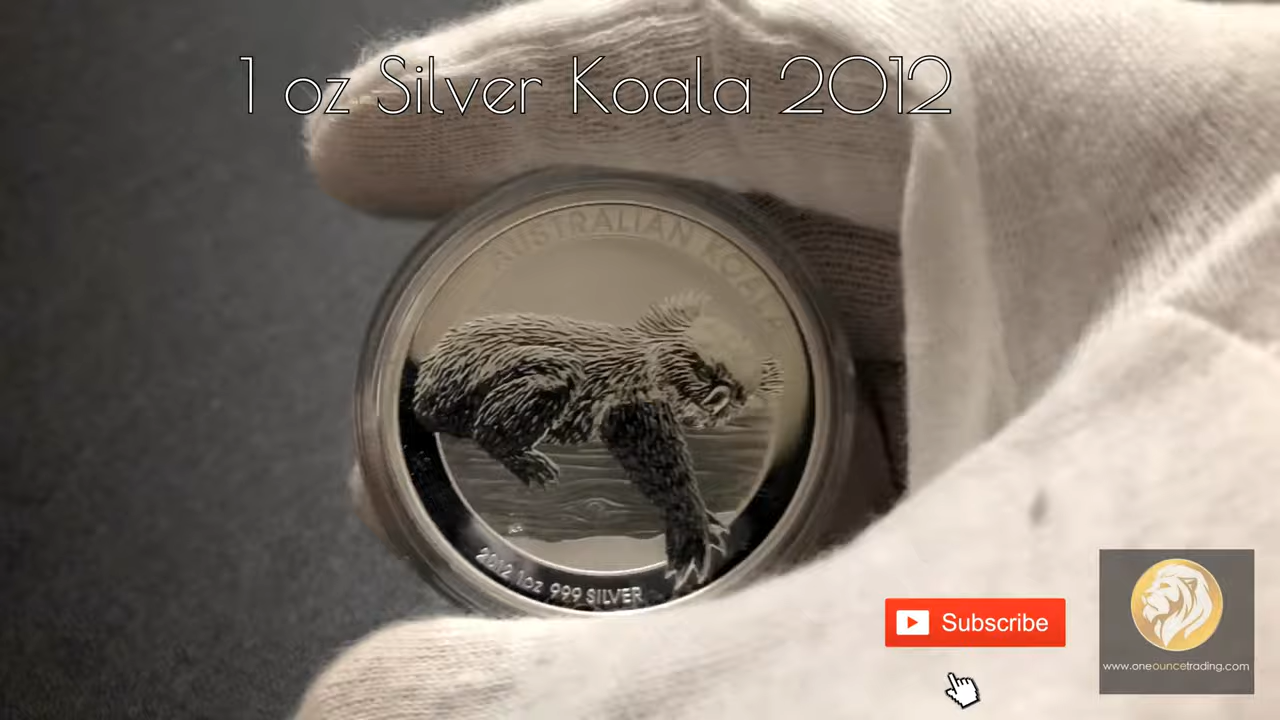 1 oz Silver Koala 2012
AUSTRALIAN KOALA
2012 1oz 999 SILVER
Subscribe
www.oneouncetrading.com